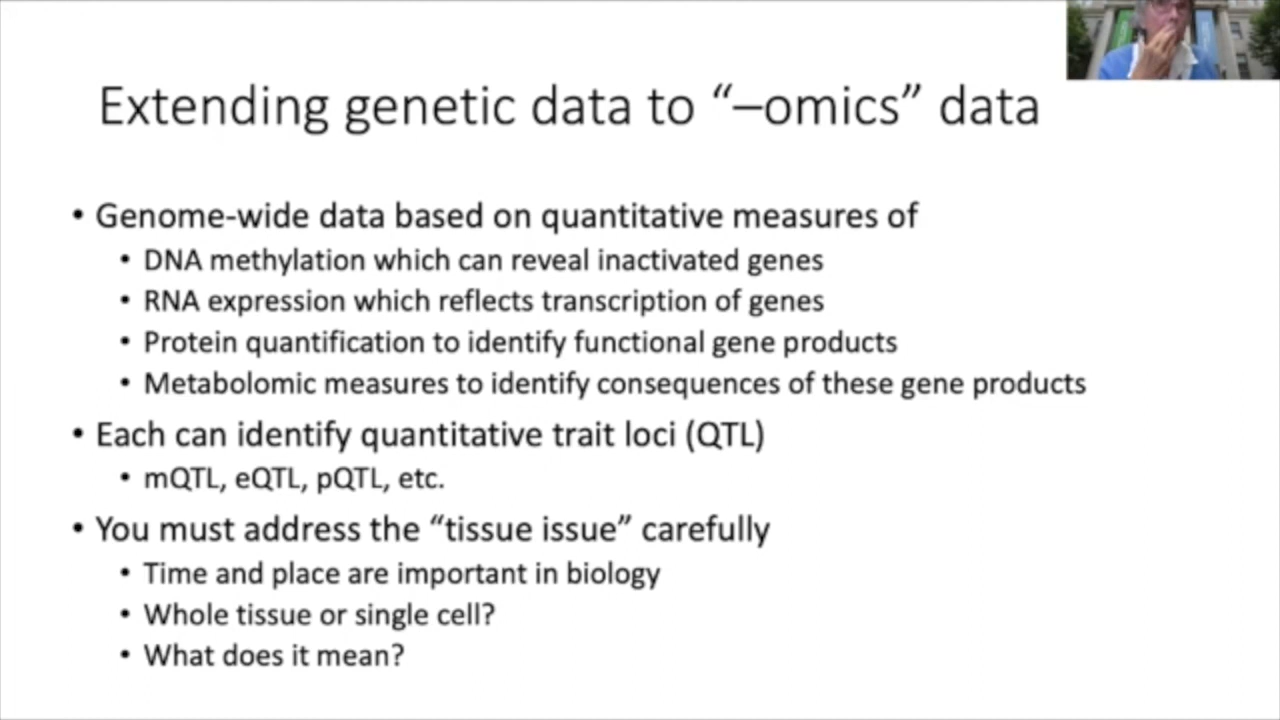 Extending genetic data to “–omics” data
• Genome-wide data based on quantitative measures of
• DNA methylation which can reveal inactivated genes
• RNA expression which reflects transcription of genes
• Protein quantification to identify functional gene products
• Metabolomic measures to identify consequences of these gene products
• Each can identify quantitative trait loci (QTL)
• mQTL, eQTL, pQTL, etc.
• You must address the “tissue issue” carefully
• Time and place are important in biology
• Whole tissue or single cell?
• What does it mean?